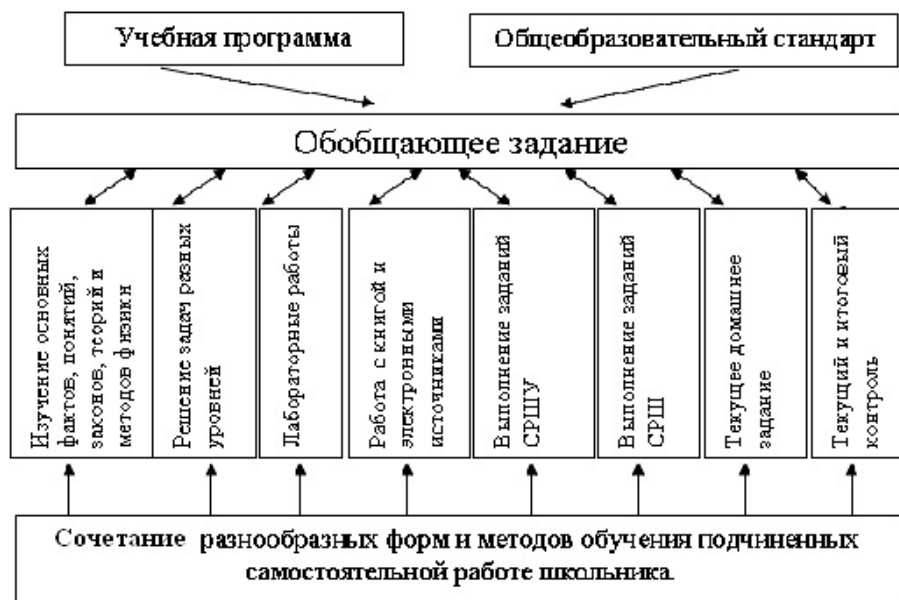 Учебная программа
Общеобразовательный стандарт
Обобщающее задание
Изучение основных
фактов, понятий,
законов, теорий и
методов физики
Решение задач разных
уровней
Лабораторные работы
Работа с книгой и
электронными
источниками
Выполнение заданий
СРШУ
Выполнение заданий
СРШ
Текущее домашнее
задание
Текущий и итоговый
контроль
Сочетание разнообразных форм и методов обучения подчиненных
самостоятельной работе школьника.